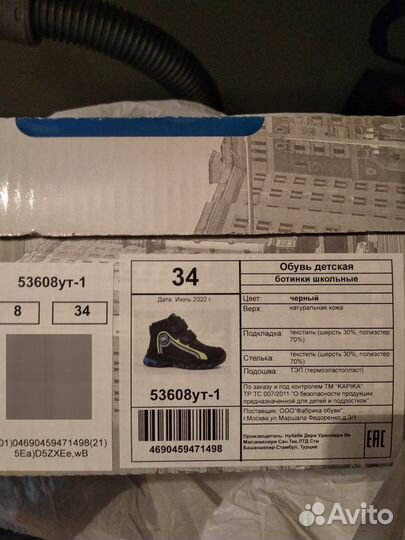 53608ут-1
8 34
01)04690459471498(21)
5Ea)D5ZXEe,wB
34
Дата: Июль 2022 г.
53608ут-1
4690459471498
Обувь детская
ботинки школьные
Цвет: черный
Верх: натуральная кожа
Подкладка: текстиль (шерсть 30%, полиэстер 70%)
Стелька: текстиль (шерсть 30%, полиэстер 70%)
Подошва: ТЭП (термоэластопласт)
По заказу и под контролем ТМ "KAPIKA"
ТР ТС 007/2011 "О безопасности продукции,
предназначенной для детей и подростков"
Поставщик: ООО"Фабрика обуви",
г.Москва,ул.Маршала Федоренко,д.3/1
Производитель: Нубебе Дери Урюнлери Ве
Малземелери Сан.Тик.ЛТД Сти
Башакшехир-Стамбул, Турция
EAC
Avito